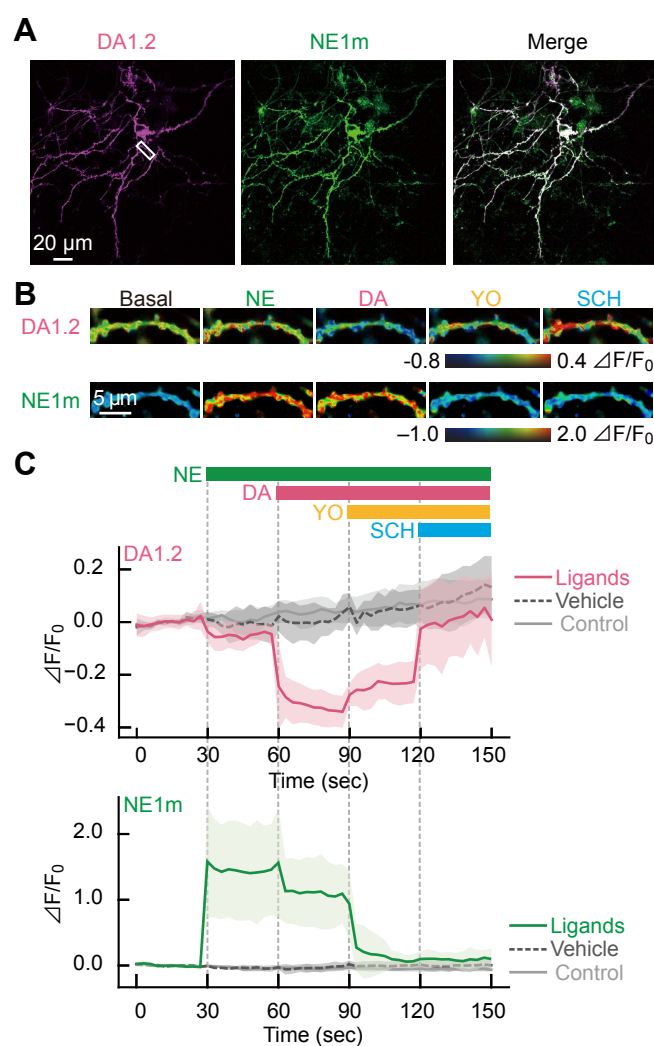 A
DA1.2 NE1m Merge
20 μm
B
Basal NE DA YO SCH
DA1.2
-0.8 0.4 ⊿F/F0
NE1m 5 μm
−1.0 2.0 ⊿F/F0
C
NE
DA
YO
SCH
DA1.2
0.2
0.0
−0.2
−0.4
⊿F/F0
Ligands
Vehicle
Control
0 30 60 90 120 150
Time (sec)
NE1m
2.0
1.0
0.0
⊿F/F0
Ligands
Vehicle
Control
0 30 60 90 120 150
Time (sec)